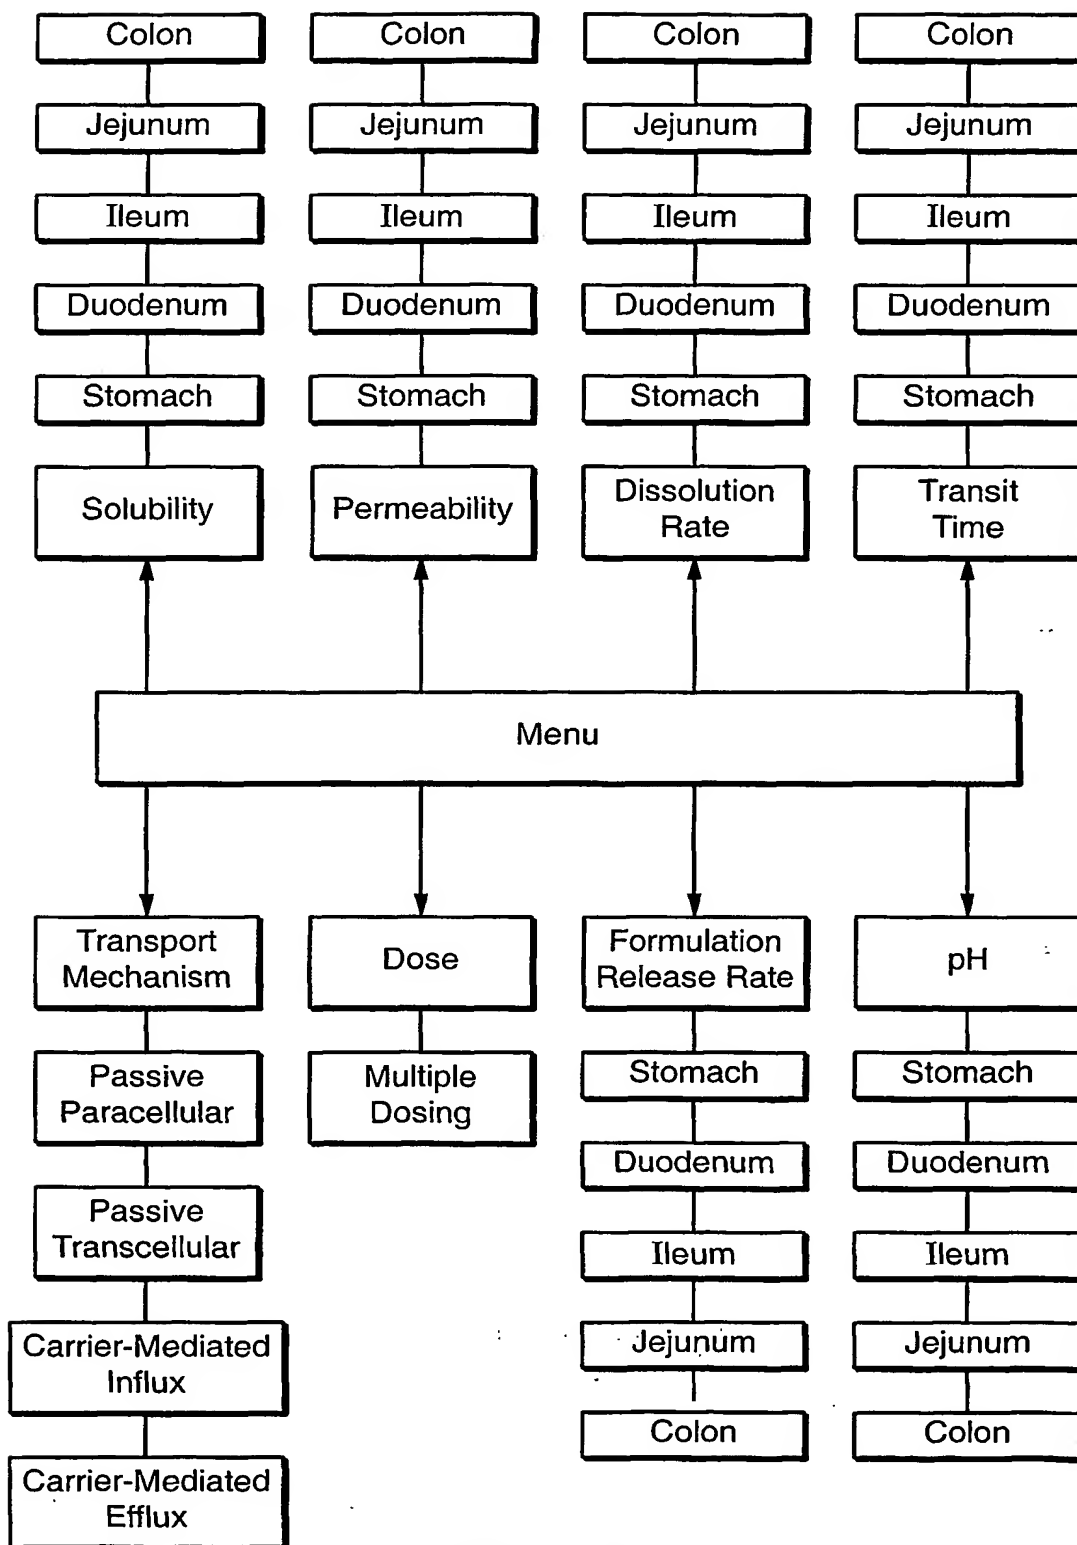 Colon
Colon
Colon
Colon
Jejunum
Jejunum
Jejunum
Jejunum
Ileum
Ileum
Ileum
Ileum
Duodenum
Duodenum
Duodenum
Duodenum
Stomach
Stomach
Stomach
Stomach
Solubility
Permeability
Dissolution
Rate
Transit
Time
Menu
Transport
Mechanism
Dose
Formulation
Release Rate
pH
Passive
Paracellular
Multiple
Dosing
Stomach
Stomach
Duodenum
Duodenum
Passive
Transcellular
Ileum
Ileum
Carrier-Mediated
Influx
Jejunum
Jejunum
Colon
Colon
Carrier-Mediated
Efflux